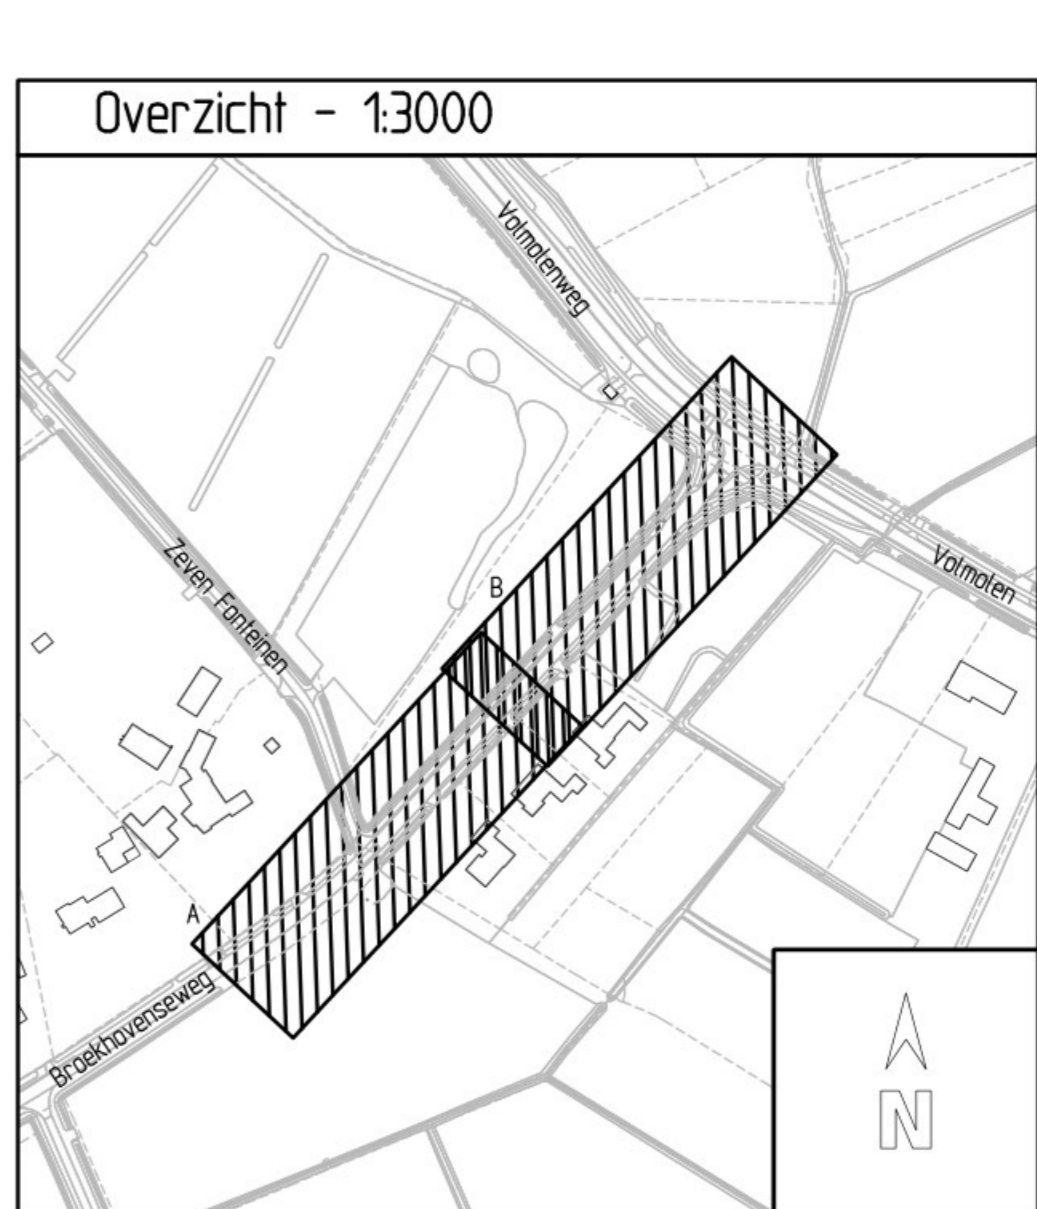 Overzicht - 1:3000
Volmolenweg
Volmolen
Zeven Fonteinen
B
A
Broekhovenseweg
N